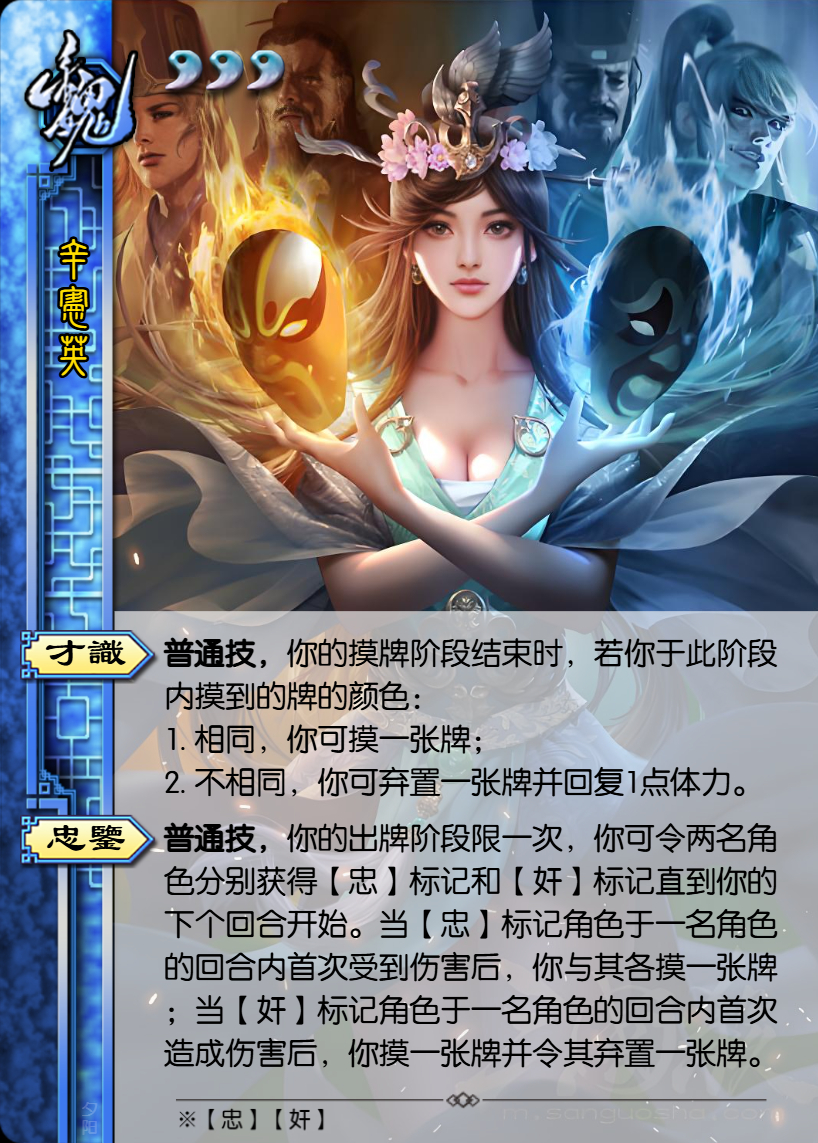 魏
辛憲英
才識
普通技，你的摸牌阶段结束时，若你于此阶段
内摸到的牌的颜色：
1. 相同，你可摸一张牌；
2. 不相同，你可弃置一张牌并回复1点体力。
忠鑒
普通技，你的出牌阶段限一次，你可令两名角
色分别获得【忠】标记和【奸】标记直到你的
下个回合开始。当【忠】标记角色于一名角色
的回合内首次受到伤害后，你与其各摸一张牌
；当【奸】标记角色于一名角色的回合内首次
造成伤害后，你摸一张牌并令其弃置一张牌。
※【忠】【奸】
m.sanguosha.com
夕阳